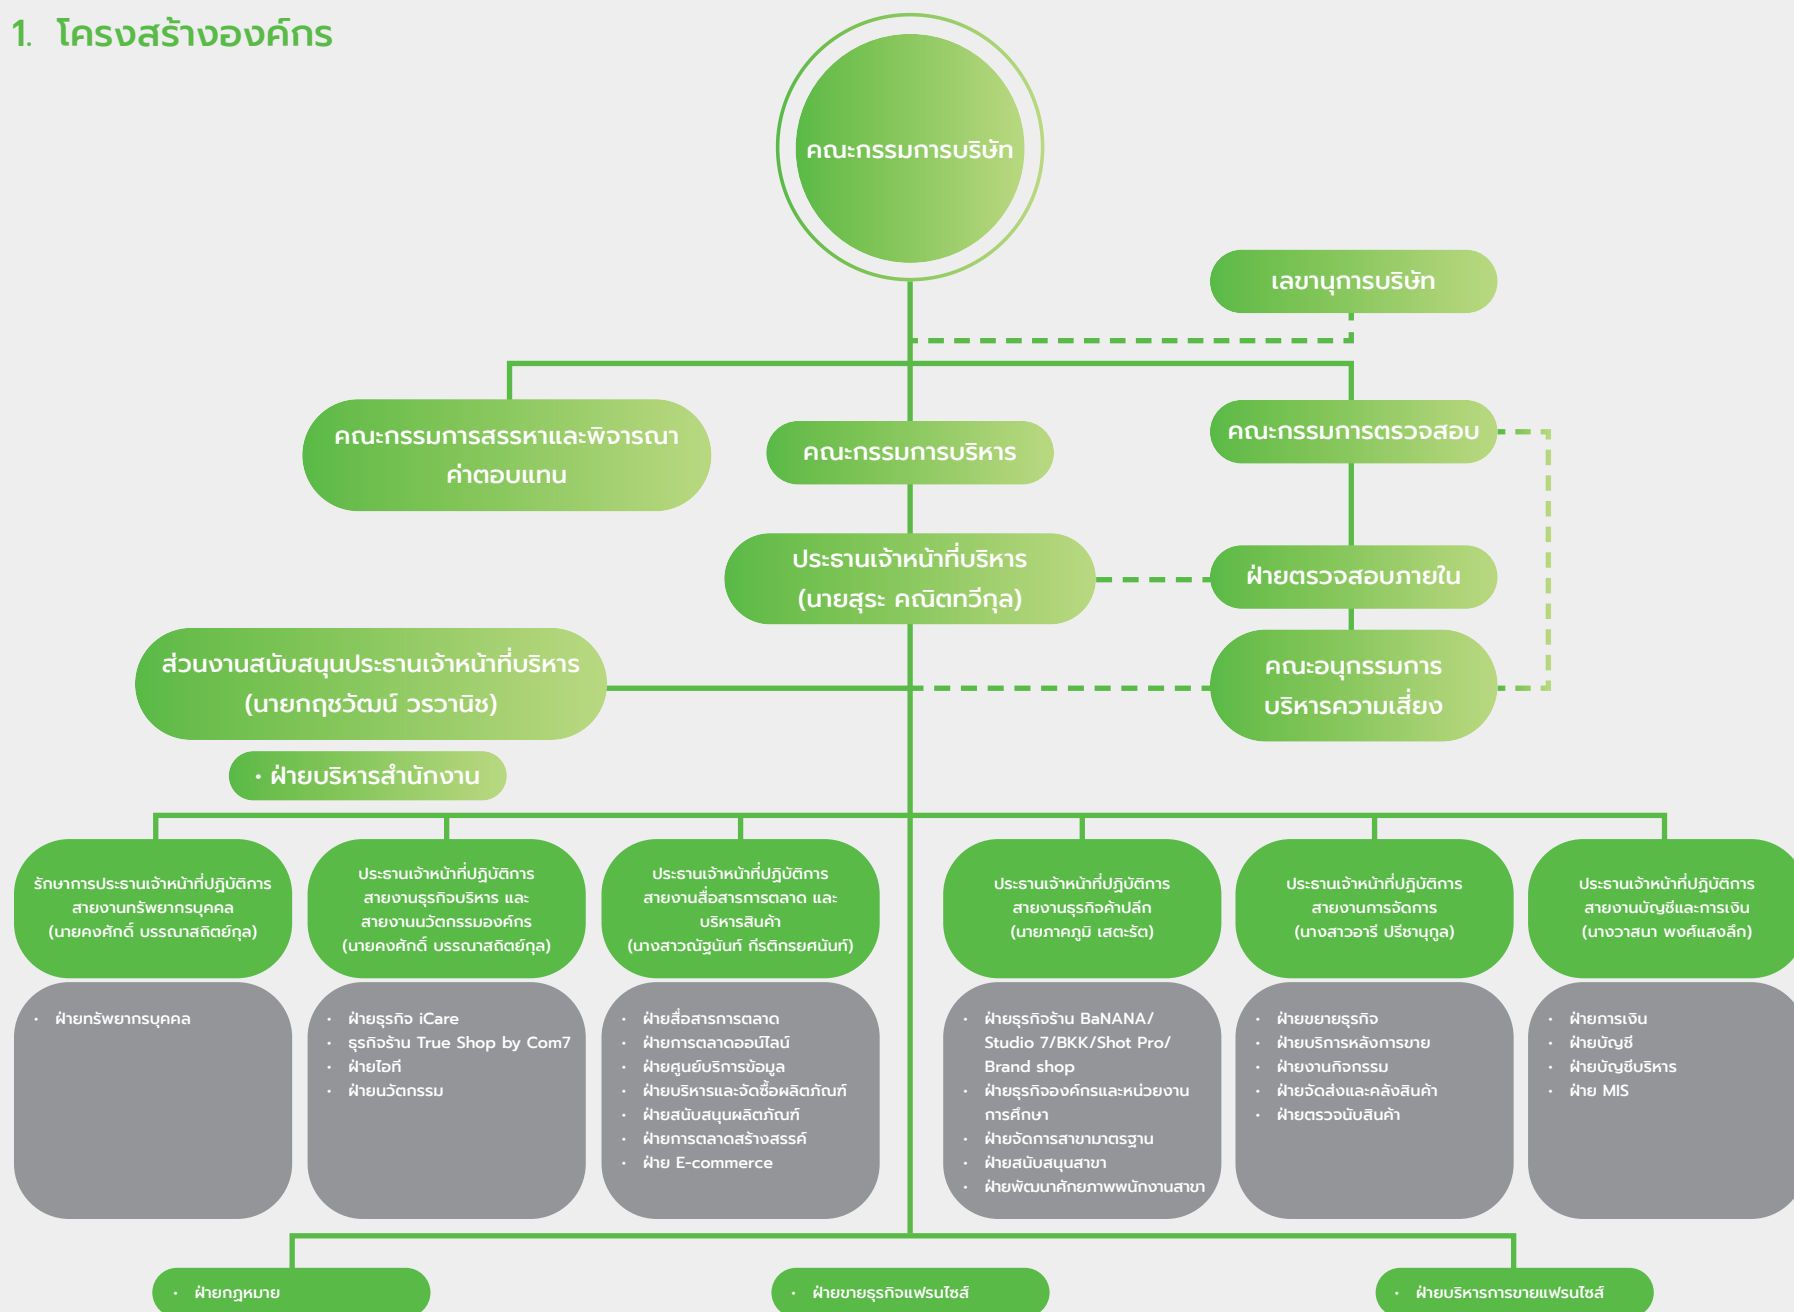 1. โครงสร้างองค์กร
คณะกรรมการบริษัท
เลขานุการบริษัท
คณะกรรมการสรรหาและพิจารณา
ค่าตอบแทน
คณะกรรมการบริหาร
คณะกรรมการตรวจสอบ
ประธานเจ้าหน้าที่บริหาร
(นายสุระ คณิตทวีกุล)
ฝ่ายตรวจสอบภายใน
ส่วนงานสนับสนุนประธานเจ้าหน้าที่บริหาร
(นายกฤชวัฒน์ วรวานิช)
คณะอนุกรรมการ
บริหารความเสี่ยง
• ฝ่ายบริหารสำนักงาน
รักษาการประธานเจ้าหน้าที่ปฏิบัติการ
สายงานทรัพยากรบุคคล
(นายคงศักดิ์ บรรณาสถิตย์กุล)
• ฝ่ายทรัพยากรบุคคล
ประธานเจ้าหน้าที่ปฏิบัติการ
สายงานธุรกิจบริหาร และ
สายงานนวัตกรรมองค์กร
(นายคงศักดิ์ บรรณาสถิตย์กุล)
• ฝ่ายธุรกิจ iCare
• ธุรกิจร้าน True Shop by Com7
• ฝ่ายไอที
• ฝ่ายนวัตกรรม
ประธานเจ้าหน้าที่ปฏิบัติการ
สายงานสื่อสารการตลาด และ
บริหารสินค้า
(นางสาวณัฐนันท์ กีรติกรยศนันท์)
• ฝ่ายสื่อสารการตลาด
• ฝ่ายการตลาดออนไลน์
• ฝ่ายศูนย์บริการข้อมูล
• ฝ่ายบริหารและจัดซื้อผลิตภัณฑ์
• ฝ่ายสนับสนุนผลิตภัณฑ์
• ฝ่ายการตลาดสร้างสรรค์
• ฝ่าย E-commerce
ประธานเจ้าหน้าที่ปฏิบัติการ
สายงานธุรกิจค้าปลีก
(นายภาคภูมิ เสตะรัต)
• ฝ่ายธุรกิจร้าน BaNANA/
Studio 7/BKK/Shot Pro/
Brand shop
• ฝ่ายธุรกิจองค์กรและหน่วยงาน
การศึกษา
• ฝ่ายจัดการสาขามาตรฐาน
• ฝ่ายสนับสนุนสาขา
• ฝ่ายพัฒนาศักยภาพพนักงานสาขา
ประธานเจ้าหน้าที่ปฏิบัติการ
สายงานการจัดการ
(นางสาวอารี ปรีชานุกูล)
• ฝ่ายขยายธุรกิจ
• ฝ่ายบริการหลังการขาย
• ฝ่ายงานกิจกรรม
• ฝ่ายจัดส่งและคลังสินค้า
• ฝ่ายตรวจนับสินค้า
ประธานเจ้าหน้าที่ปฏิบัติการ
สายงานบัญชีและการเงิน
(นางวาสนา พงศ์แสงลึก)
• ฝ่ายการเงิน
• ฝ่ายบัญชี
• ฝ่ายบัญชีบริหาร
• ฝ่าย MIS
• ฝ่ายกฎหมาย
• ฝ่ายขายธุรกิจแฟรนไซส์
• ฝ่ายบริหารการขายแฟรนไซส์